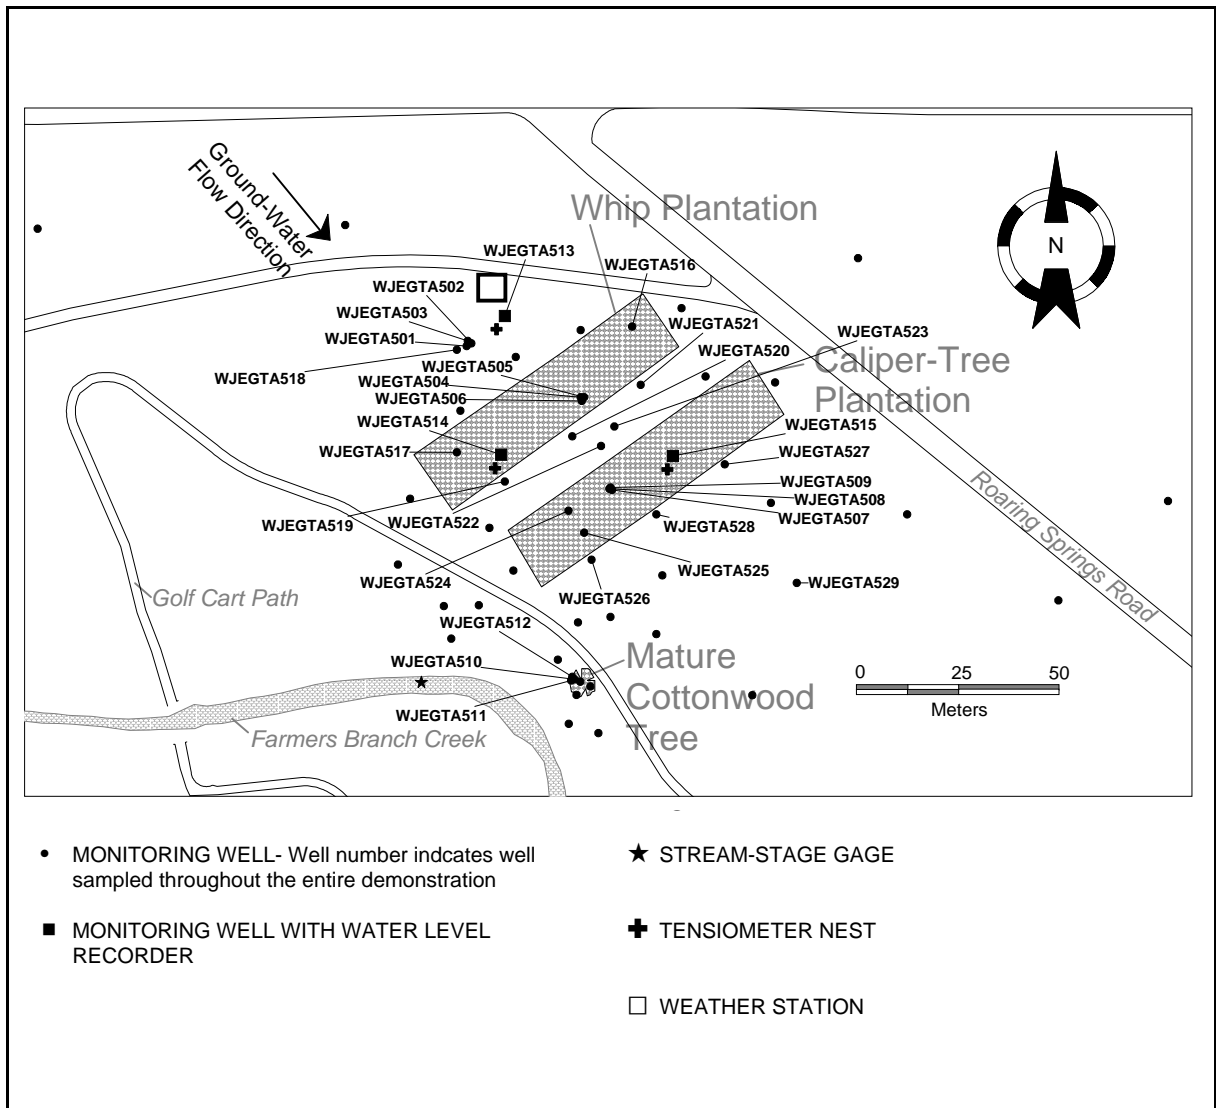 Ground-Water
Flow Direction
Whip Plantation
N
WJEGTA513
WJEGTA516
WJEGTA502
WJEGTA503
WJEGTA501
WJEGTA518
WJEGTA521
WJEGTA523
WJEGTA520
WJEGTA505
WJEGTA504
WJEGTA506
Caliper-Tree
Plantation
WJEGTA514
WJEGTA515
WJEGTA517
WJEGTA527
WJEGTA509
WJEGTA508
WJEGTA507
WJEGTA519
WJEGTA522
WJEGTA528
Roaring Springs Road
WJEGTA524
WJEGTA525
WJEGTA529
WJEGTA526
Golf Cart Path
WJEGTA512
WJEGTA510
WJEGTA511
Mature
Cottonwood
Tree
0 25 50
Meters
Farmers Branch Creek
MONITORING WELL- Well number indcates well
sampled throughout the entire demonstration
MONITORING WELL WITH WATER LEVEL
RECORDER
STREAM-STAGE GAGE
TENSIOMETER NEST
WEATHER STATION